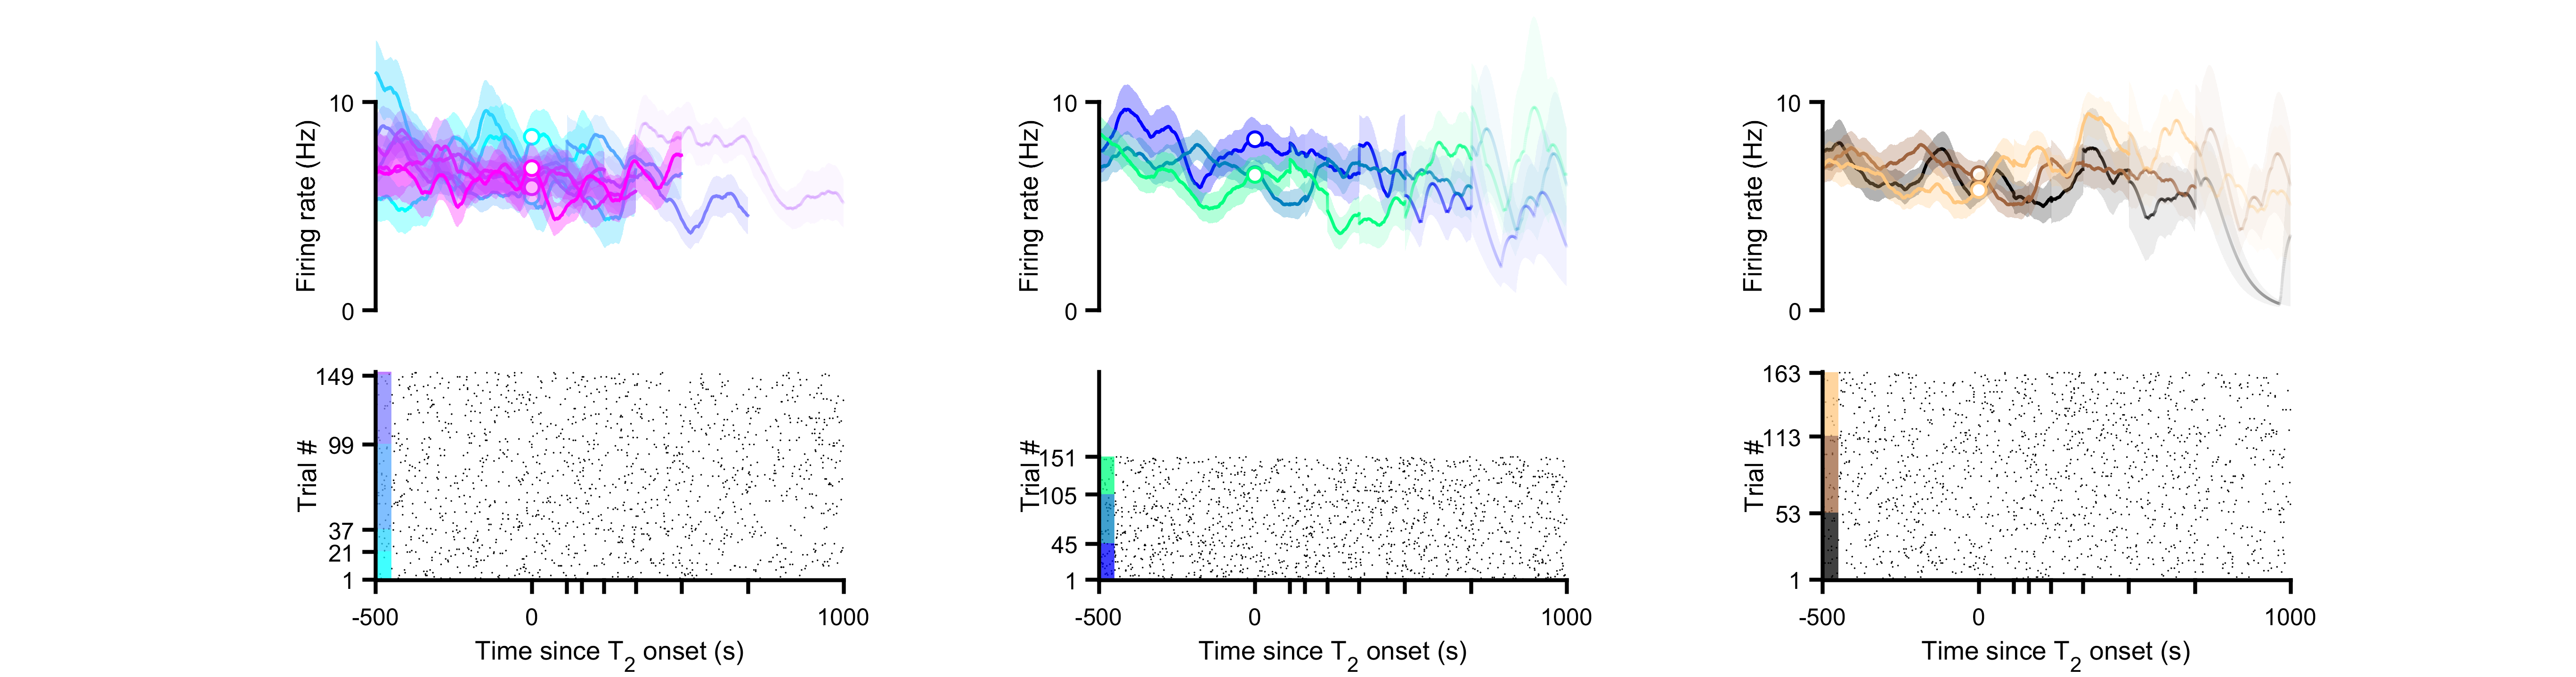 10
Firing rate (Hz)
0
149
99
37
21
1
Trial #
-500 0 1000
Time since T2 onset (s)
10
Firing rate (Hz)
0
151
105
45
1
Trial #
-500 0 1000
Time since T2 onset (s)
10
Firing rate (Hz)
0
163
113
53
1
Trial #
-500 0 1000
Time since T2 onset (s)